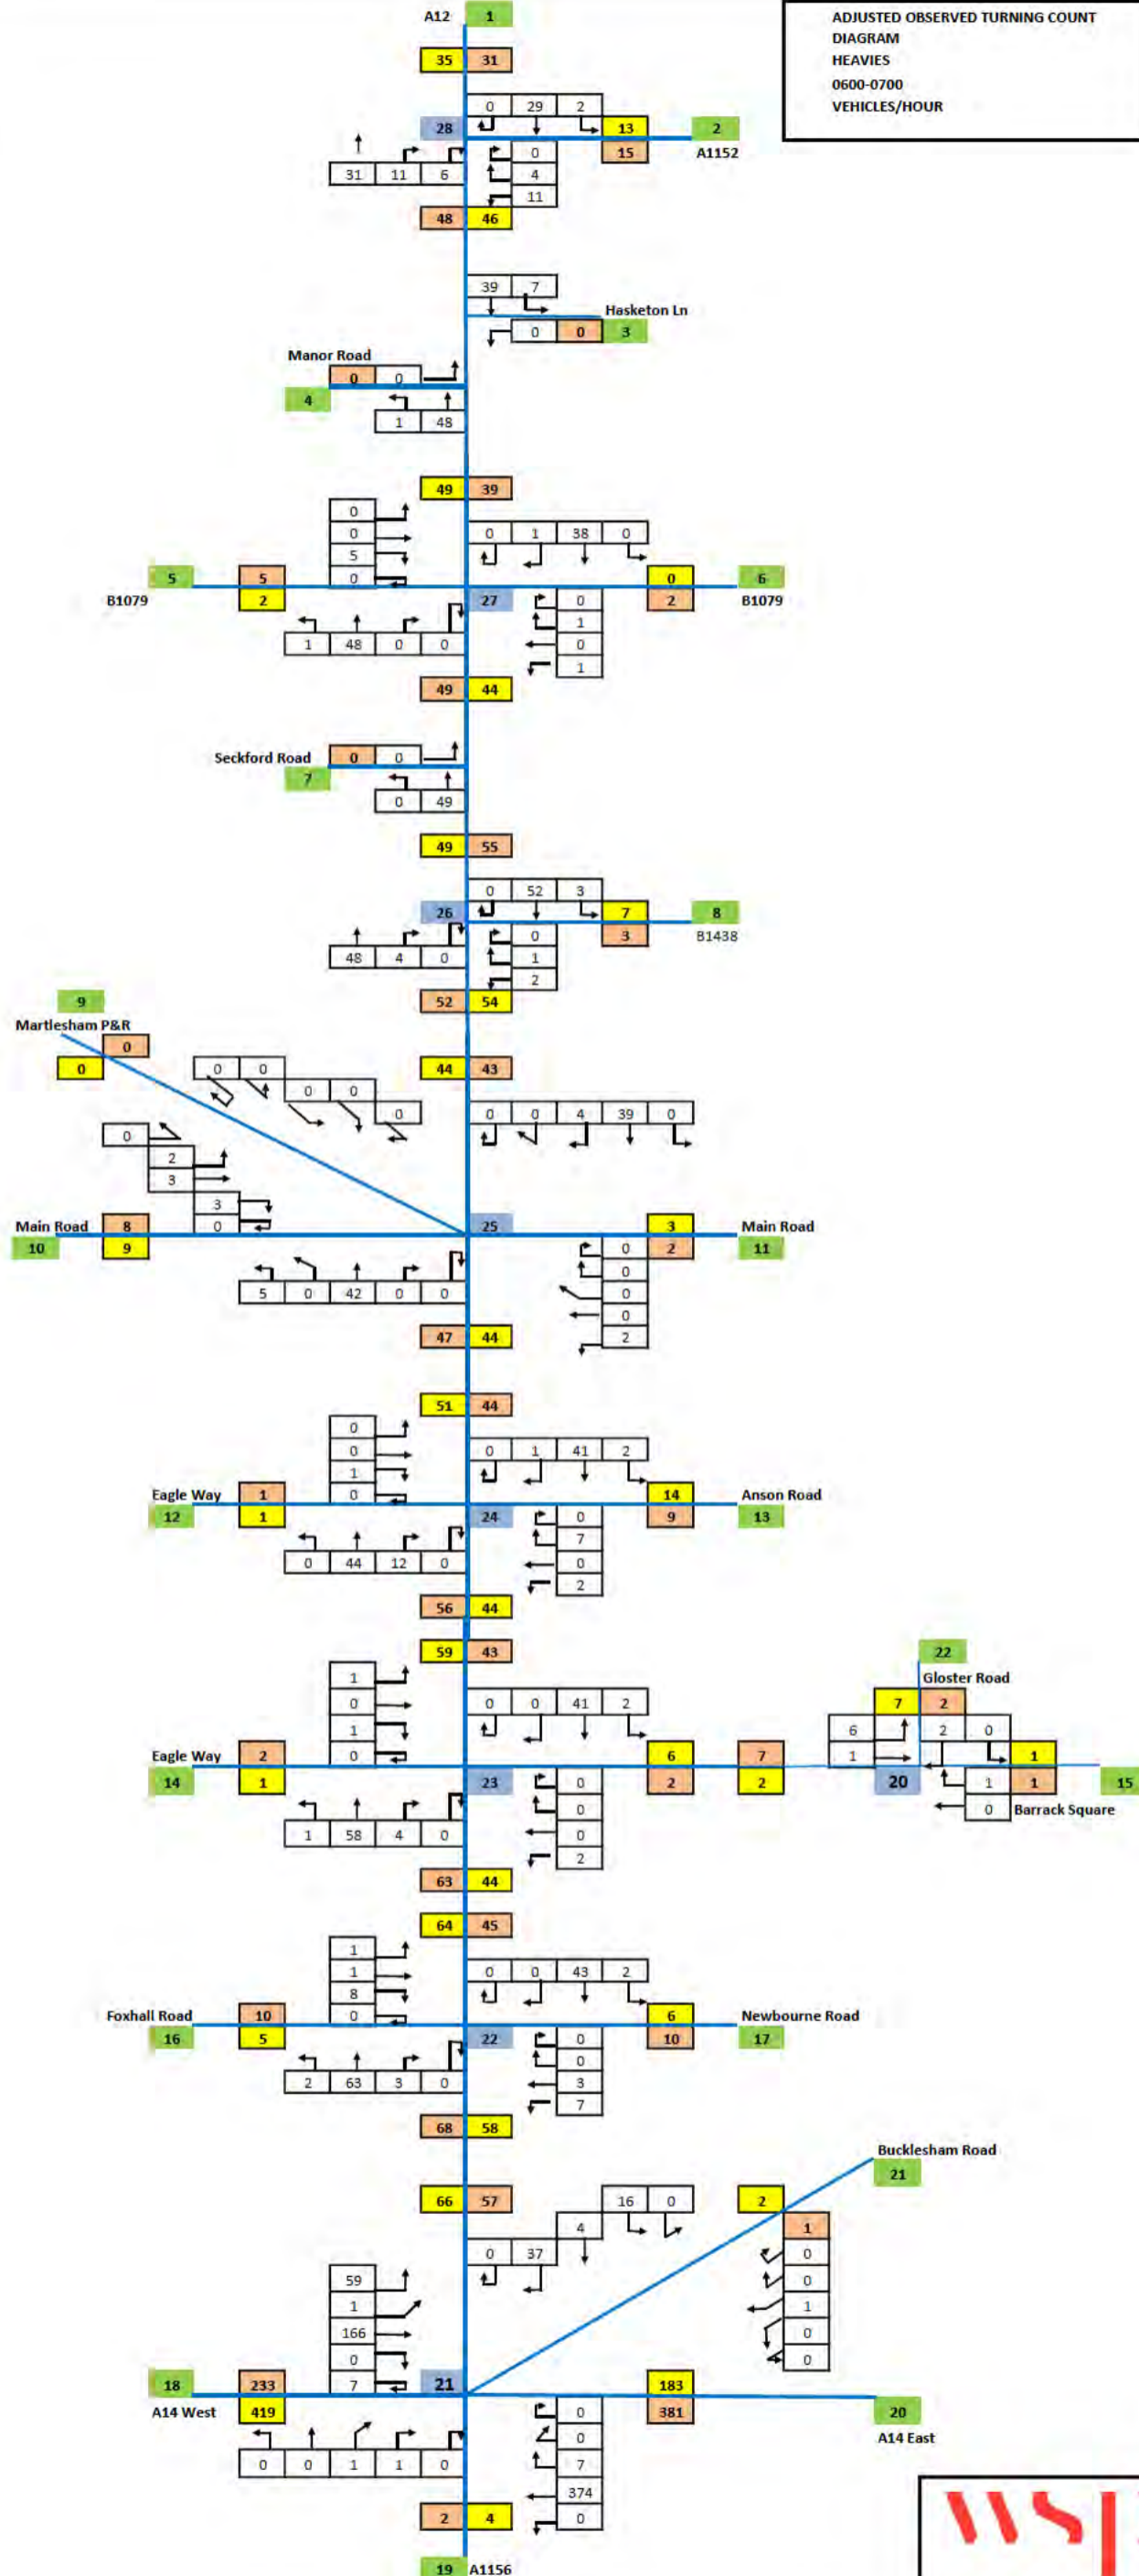 ADJUSTED OBSERVED TURNING COUNT
DIAGRAM
HEAVIES
0600-0700
VEHICLES/HOUR
A12 1
35 31
0 29 2
28 13 2
15 A1152
31 11 6
0
4
11
48 46
39 7
Hasketon Ln
0 0 3
Manor Road
0 0
4
1 48
49 39
0
0
5
0
0 1 38 0
5 5
B1079 2
0 6
27 2 B1079
1 48 0 0
0
1
0
1
49 44
Seckford Road 0 0
7
0 49
49 55
0 52 3
26 7 8
3 B1438
48 4 0
0
1
2
52 54
9
Martlesham P&R
0
0
0 0
0 0
0
44 43
0 0 4 39 0
0
2
3
3
0
Main Road 8
10 9
25 3 Main Road
2 11
5 0 42 0 0
0
0
0
0
2
47 44
51 44
0
0
1
0
0 1 41 2
Eagle Way 1
12 1
14 Anson Road
24 9 13
0 44 12 0
0
7
0
2
56 44
59 43
1
0
1
0
0 0 41 2
22
Gloster Road
7 2
6 2 0
1
Eagle Way 2
14 1
6 7
23 2 2
20
1
1 1 15
0 Barrack Square
1 58 4 0
0
0
0
2
63 44
64 45
1
1
8
0
0 0 43 2
Foxhall Road 10
16 5
6 Newbourne Road
22 10 17
2 63 3 0
0
0
3
7
68 58
Bucklesham Road
21
66 57
16 0
4
0 37
2
1
0
0
1
0
0
59
1
166
0
7
18 233
A14 West 419
21 183
381 20
A14 East
0 0 1 1 0
0
0
7
374
0
2 4
19 A1156
WS